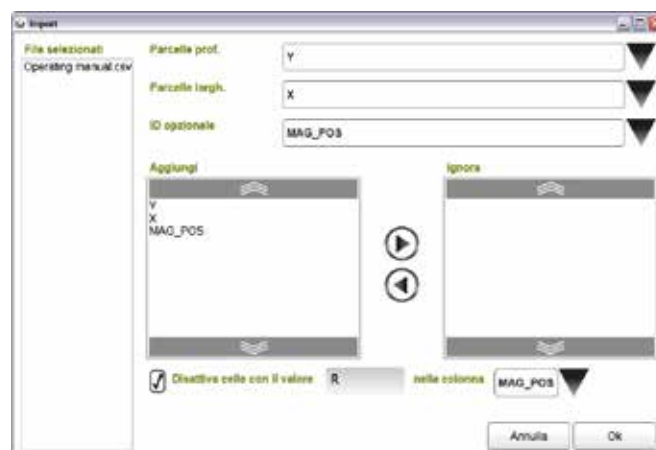 Import
File selezionati
Operating manual.csv
Parcelle prof.
Y
Parcelle largh.
X
ID opzionale
MAG_POS
Aggiungi
Ignora
Y
X
MAG_POS
Disattiva celle con il valore R nella colonna MAG_POS
Annulla Ok